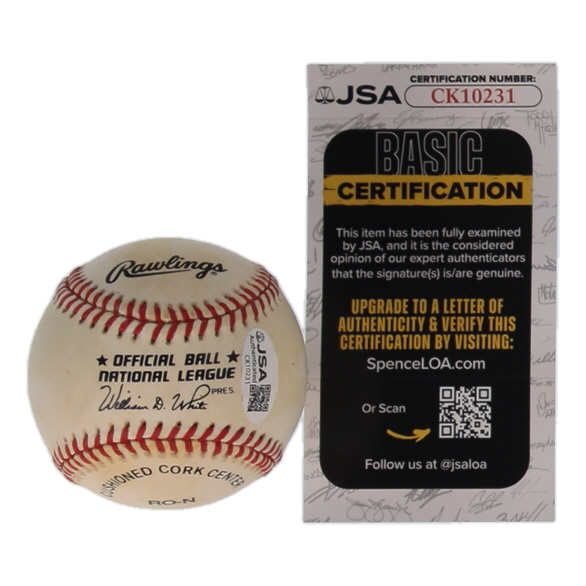 Rawlings
★ OFFICIAL BALL ★
NATIONAL LEAGUE
William D. White PRES.
CUSHIONED CORK CENTER
RO-N
JSA
Authenticated
CK10231
CERTIFICATION NUMBER:
JSA CK10231
BASIC
CERTIFICATION
This item has been fully examined
by JSA, and it is the considered
opinion of our expert authenticators
that the signature(s) is/are genuine.
UPGRADE TO A LETTER OF
AUTHENTICITY & VERIFY THIS
CERTIFICATION BY VISITING:
SpenceLOA.com
Or Scan
Follow us at @jsaloa